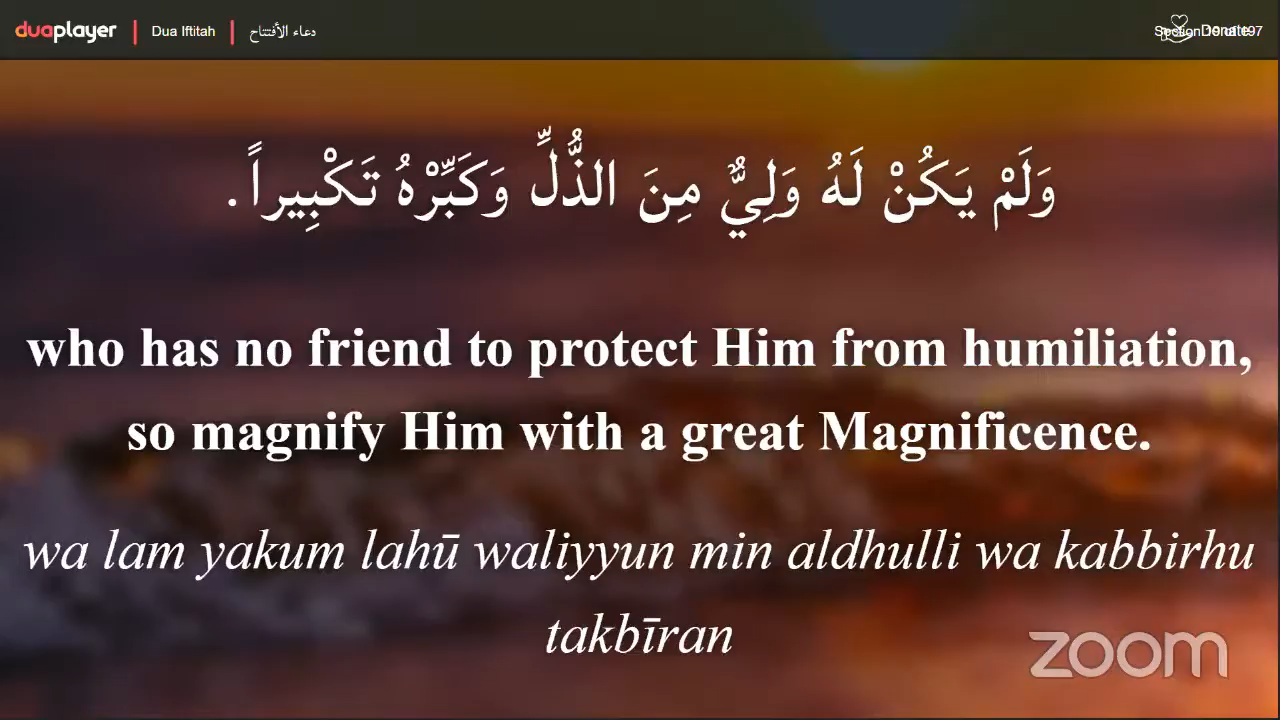 duaplayer | Dua Iftitah | دعاء الأفتتاح
Donate
وَلَمْ يَكُنْ لَهُ وَلِيٌّ مِنَ الذُّلِّ وَكَبِّرْهُ تَكْبِيراً.
who has no friend to protect Him from humiliation,
so magnify Him with a great Magnificence.
wa lam yakum lahū waliyyun min aldhulli wa kabbirhu
takbīran
zoom